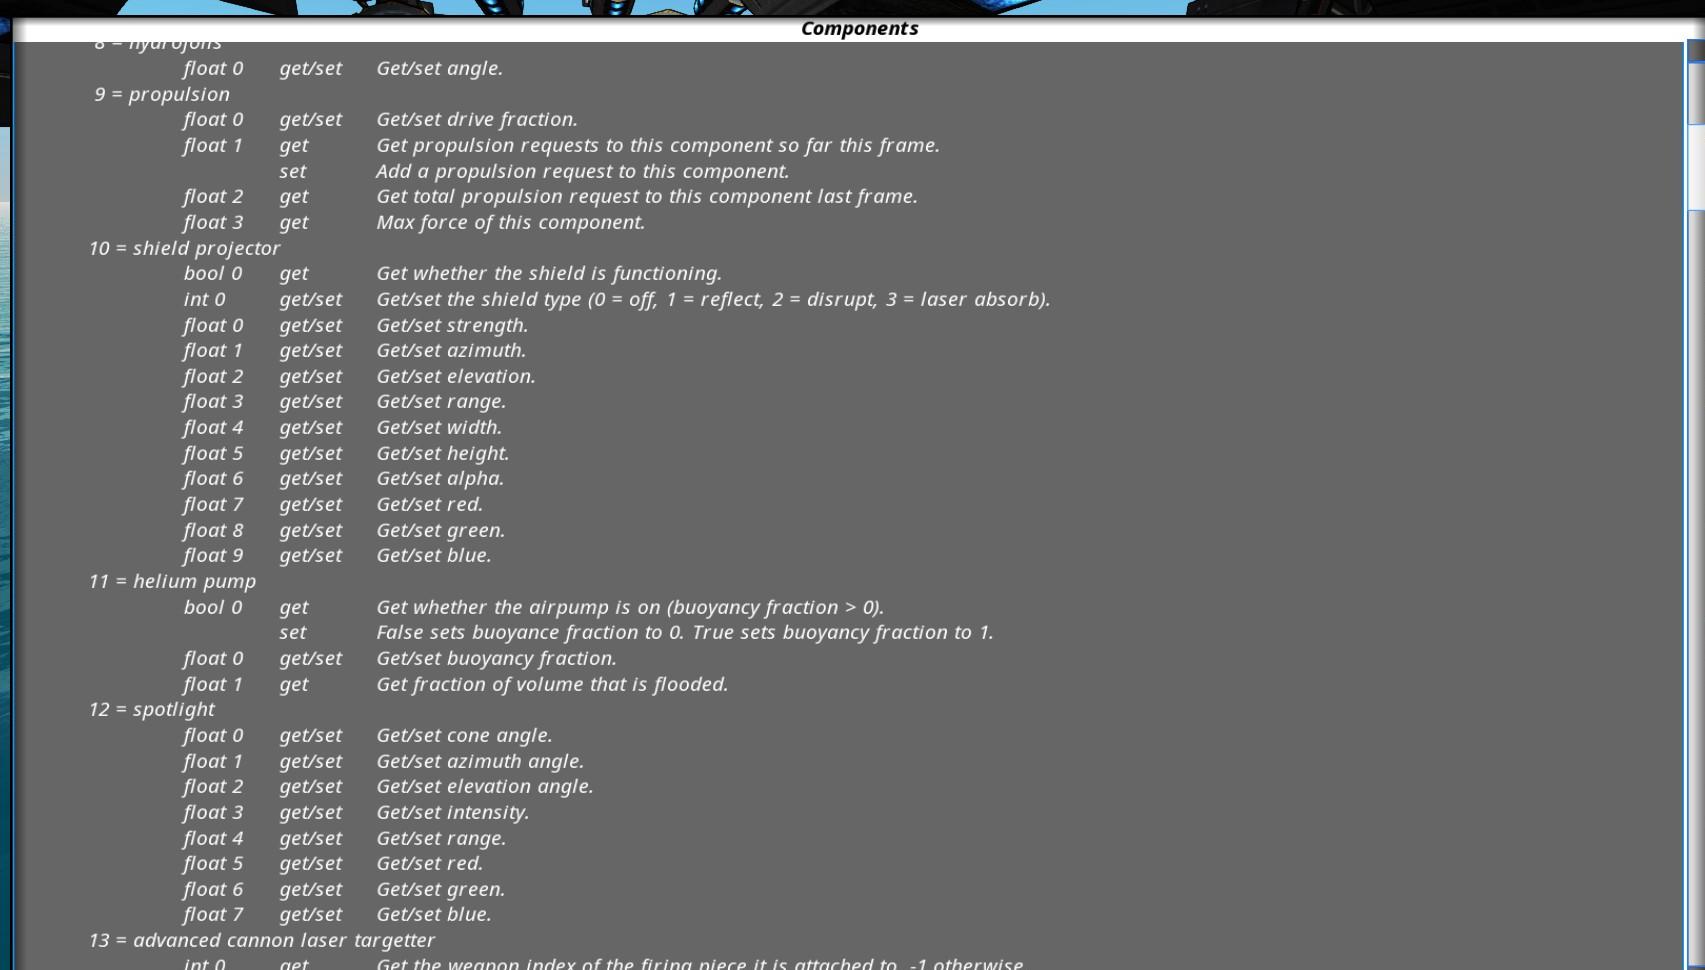 Components
8 = hydrofoils
float 0 get/set Get/set angle.
9 = propulsion
float 0 get/set Get/set drive fraction.
float 1 get Get propulsion requests to this component so far this frame.
set Add a propulsion request to this component.
float 2 get Get total propulsion request to this component last frame.
float 3 get Max force of this component.
10 = shield projector
bool 0 get Get whether the shield is functioning.
int 0 get/set Get/set the shield type (0 = off, 1 = reflect, 2 = disrupt, 3 = laser absorb).
float 0 get/set Get/set strength.
float 1 get/set Get/set azimuth.
float 2 get/set Get/set elevation.
float 3 get/set Get/set range.
float 4 get/set Get/set width.
float 5 get/set Get/set height.
float 6 get/set Get/set alpha.
float 7 get/set Get/set red.
float 8 get/set Get/set green.
float 9 get/set Get/set blue.
11 = helium pump
bool 0 get Get whether the airpump is on (buoyancy fraction > 0).
set False sets buoyance fraction to 0. True sets buoyancy fraction to 1.
float 0 get/set Get/set buoyancy fraction.
float 1 get Get fraction of volume that is flooded.
12 = spotlight
float 0 get/set Get/set cone angle.
float 1 get/set Get/set azimuth angle.
float 2 get/set Get/set elevation angle.
float 3 get/set Get/set intensity.
float 4 get/set Get/set range.
float 5 get/set Get/set red.
float 6 get/set Get/set green.
float 7 get/set Get/set blue.
13 = advanced cannon laser targetter
int 0 get Get the weapon index of the firing piece it is attached to, -1 otherwise